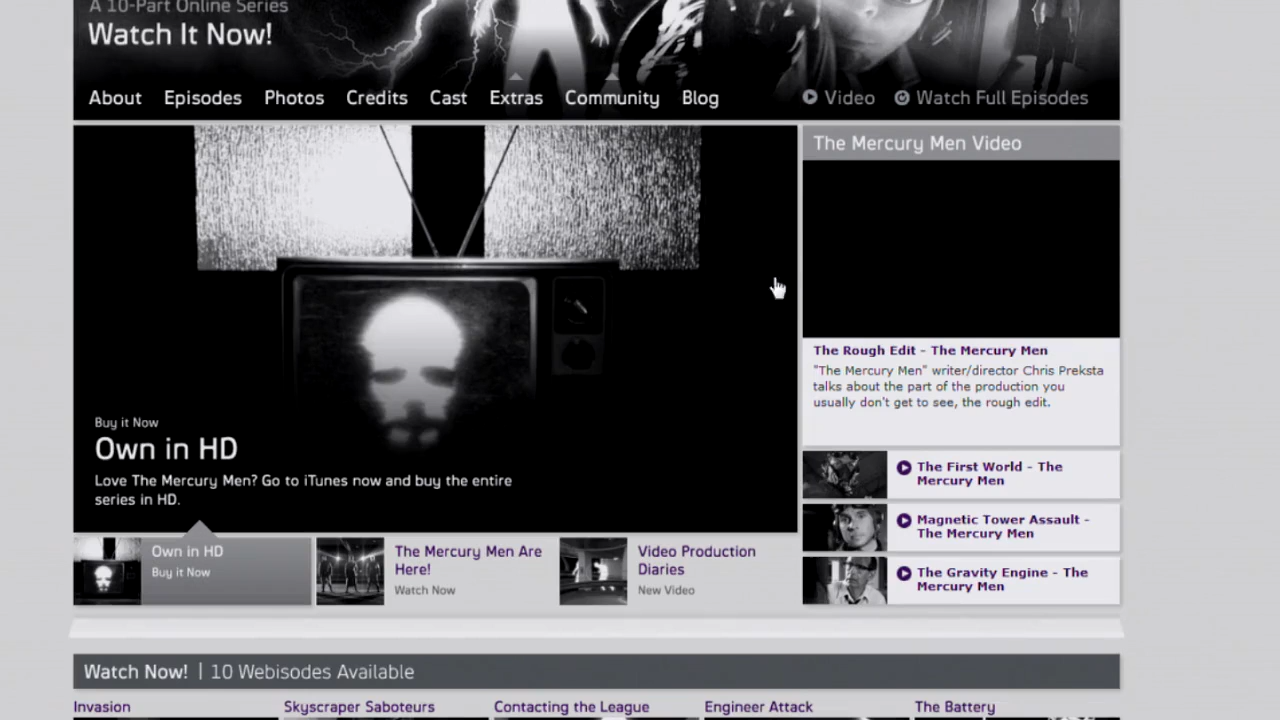 A 10-Part Online Series
Watch It Now!
About Episodes Photos Credits Cast Extras Community Blog Video Watch Full Episodes
The Mercury Men Video
Buy it Now
Own in HD
Love The Mercury Men? Go to iTunes now and buy the entire
series in HD.
The Rough Edit - The Mercury Men
"The Mercury Men" writer/director Chris Preksta
talks about the part of the production you
usually don't get to see, the rough edit.
The First World - The
Mercury Men
Magnetic Tower Assault -
The Mercury Men
The Gravity Engine - The
Mercury Men
Own in HD
Buy it Now
The Mercury Men Are
Here!
Watch Now
Video Production
Diaries
New Video
Watch Now! | 10 Webisodes Available
Invasion Skyscraper Saboteurs Contacting the League Engineer Attack The Battery